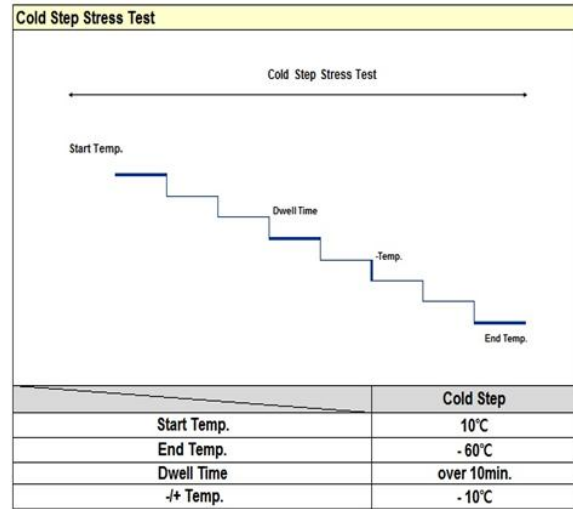 Cold Step Stress Test
Cold Step Stress Test
Start Temp.
Dwell Time
-Temp.
End Temp.
Cold Step
Start Temp. 10℃
End Temp. - 60℃
Dwell Time over 10min.
-/+ Temp. - 10℃